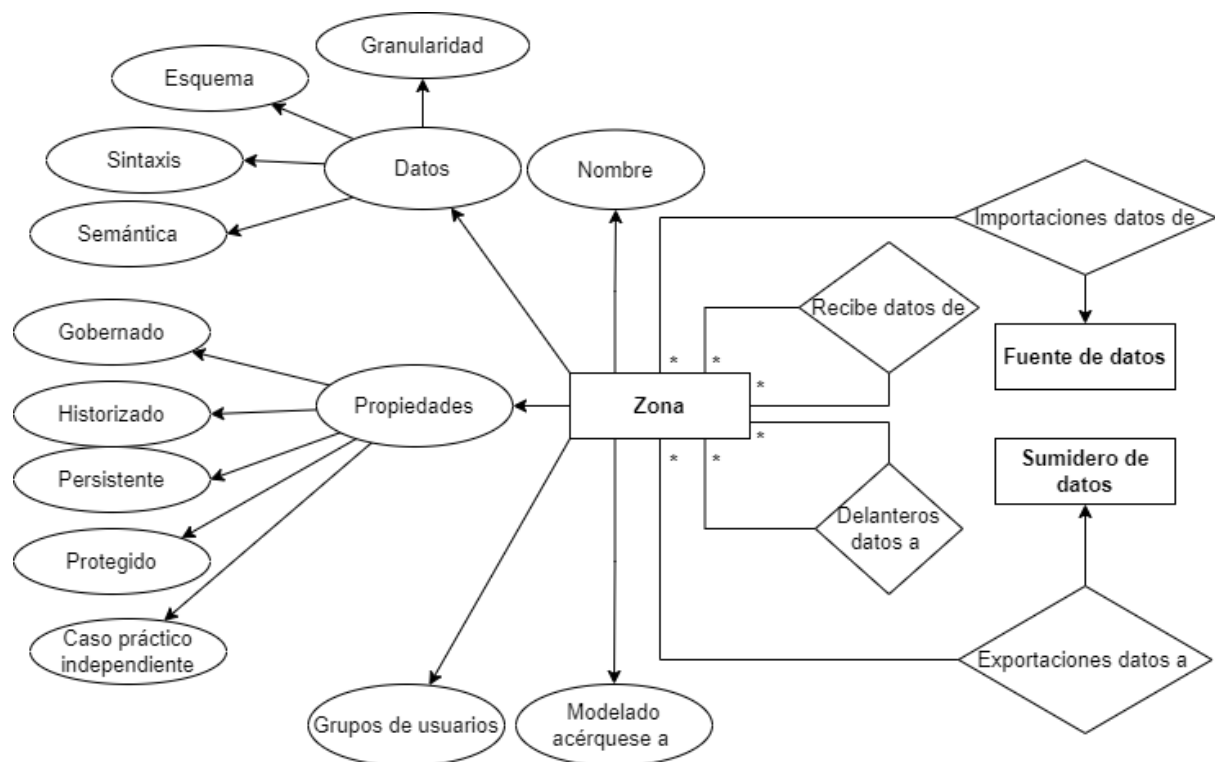 Granularidad
Esquema
Datos
Nombre
Sintaxis
Semántica
Importaciones datos de
Recibe datos de
Gobernado
Fuente de datos
* *
*
Propiedades
Zona
Historizado
*
* *
Persistente
Sumidero de
datos
Delanteros
datos a
Protegido
Caso práctico
independiente
Exportaciones datos a
Grupos de usuarios
Modelado
acérquese a